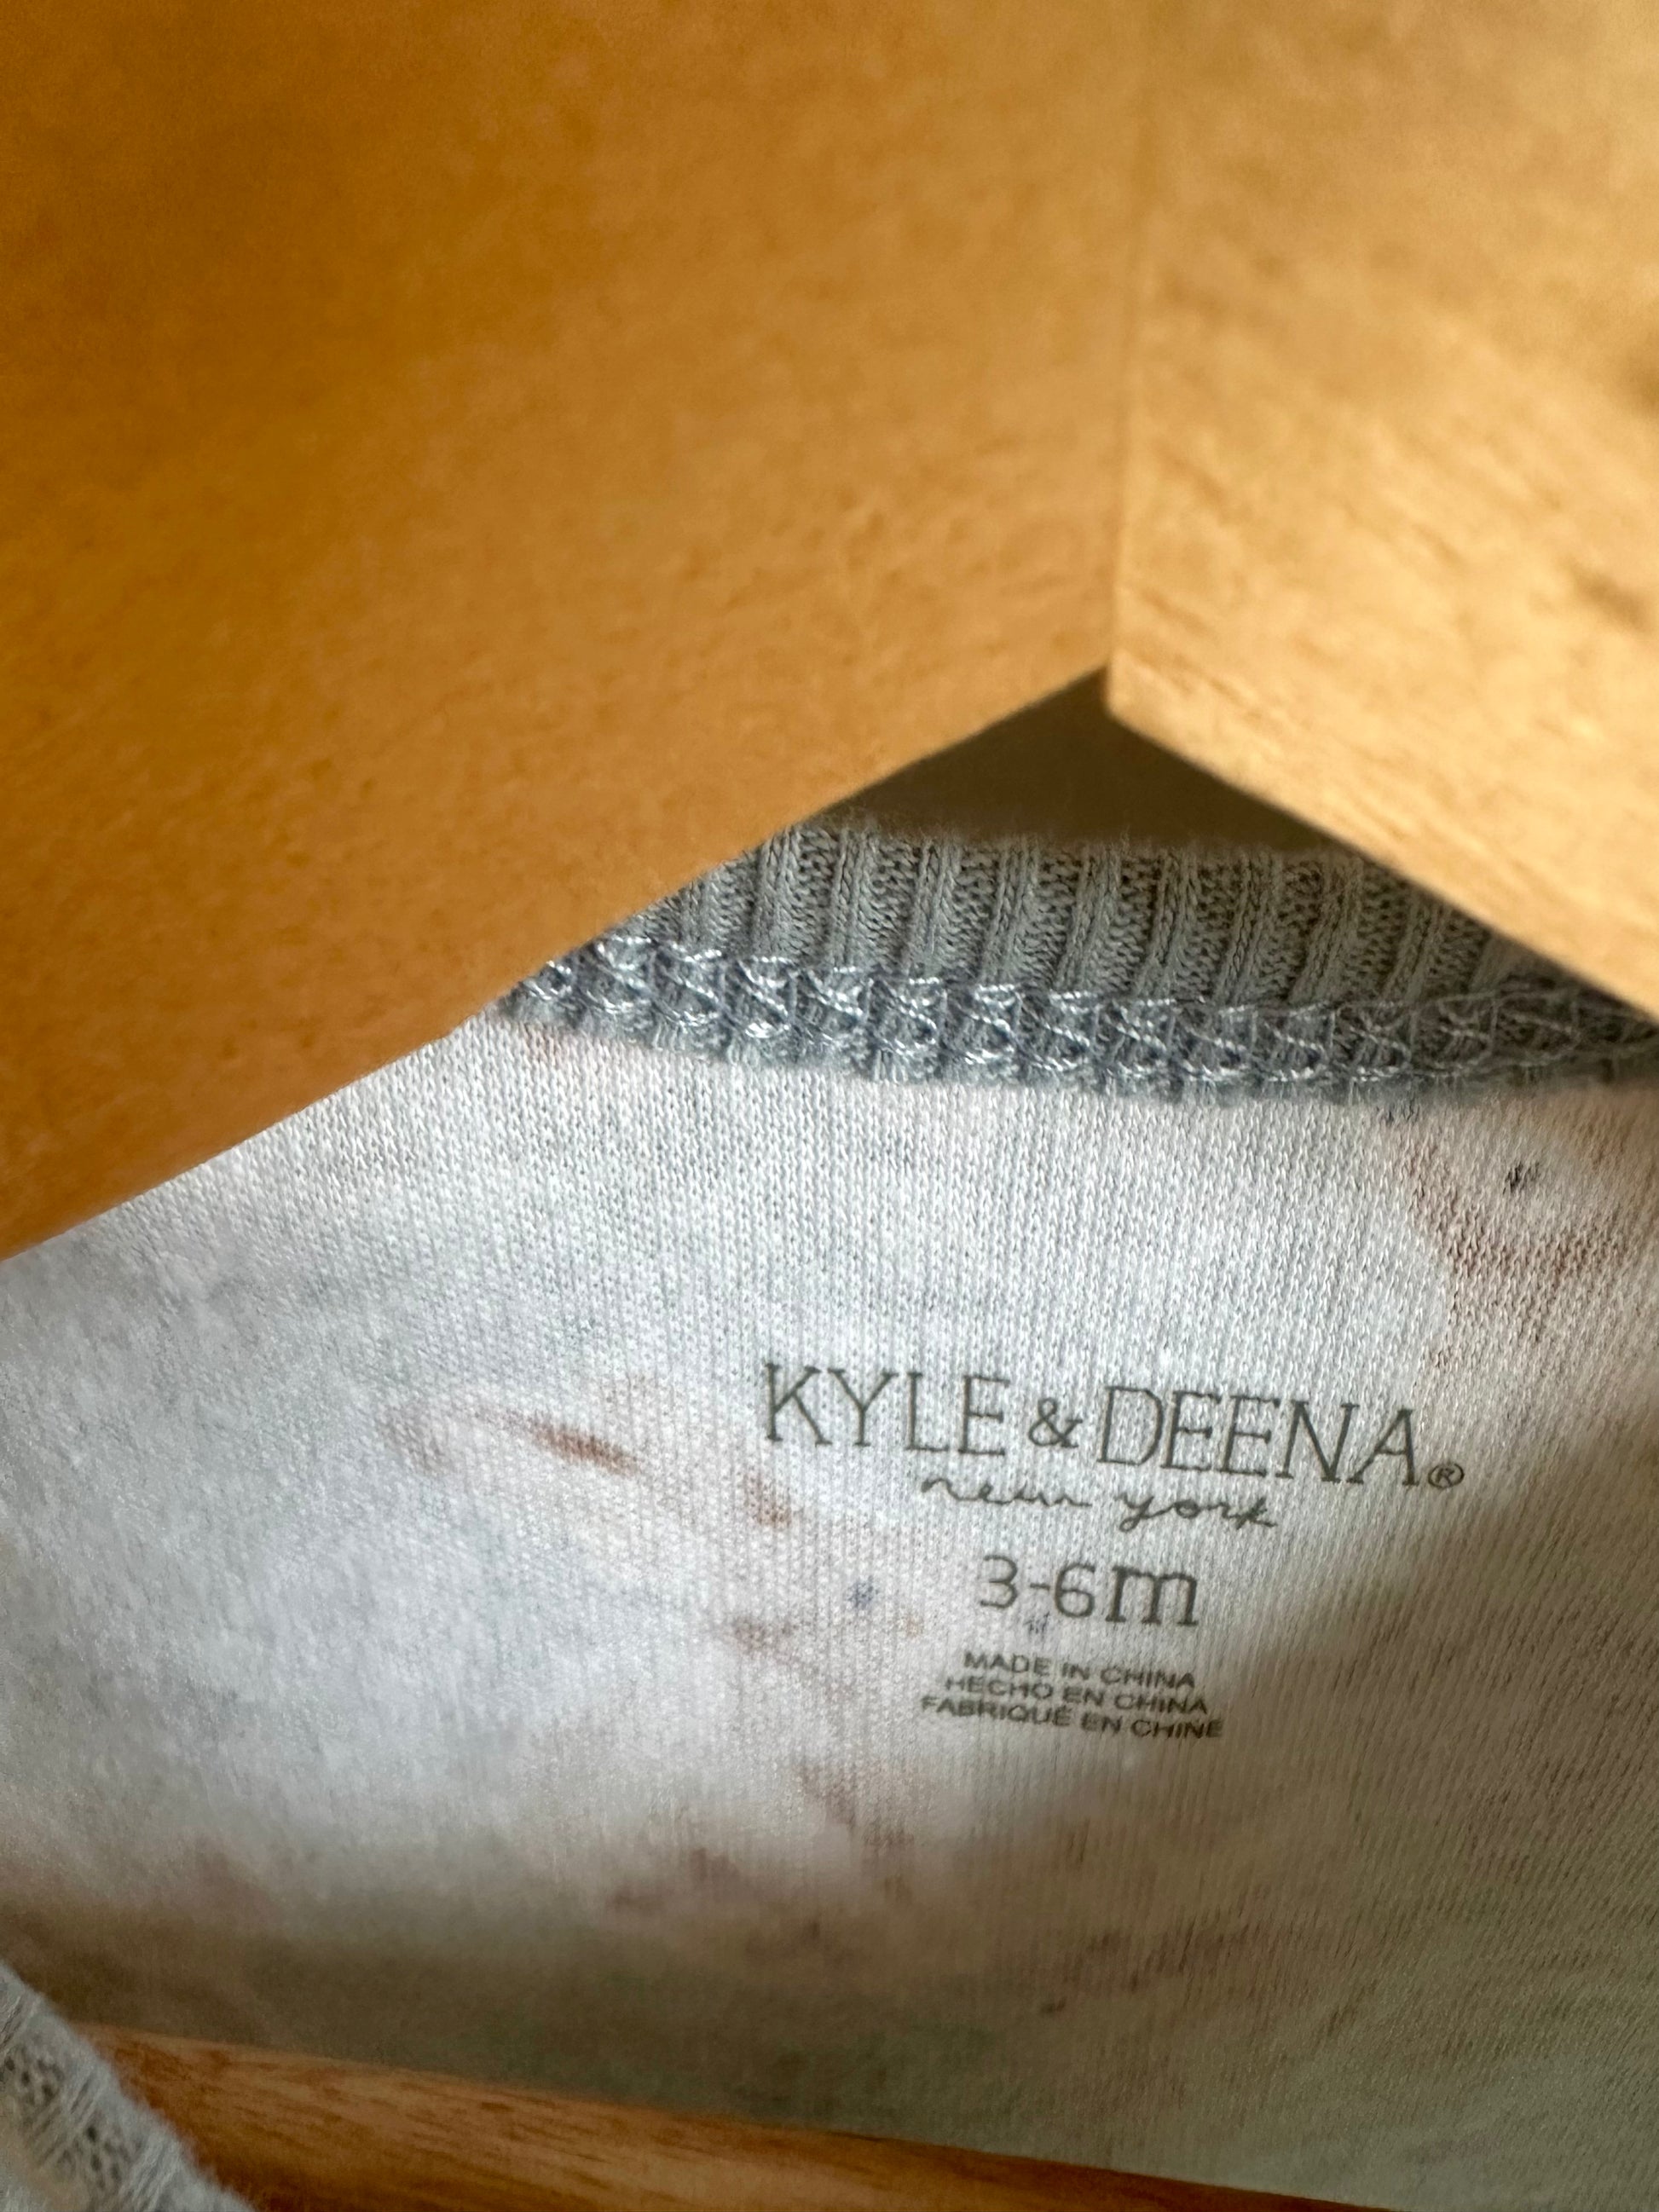 KYLE & DEENA®
new york
3-6m
MADE IN CHINA
HECHO EN CHINA
FABRIQUÉ EN CHINE